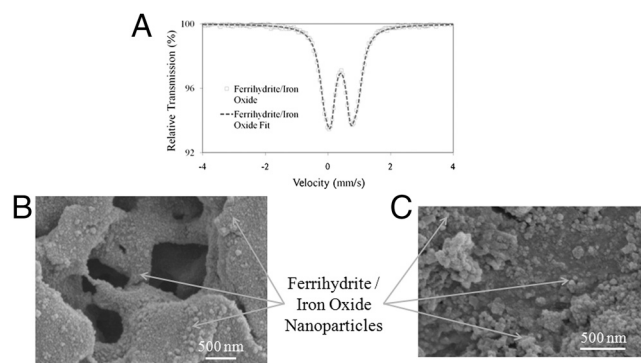 A
100
96
92
Relative Transmission (%)
Ferrihydrite/Iron
Oxide
Ferrihydrite/Iron
Oxide Fit
-4
-2
0
2
4
Velocity (mm/s)
B
C
Ferrihydrite /
Iron Oxide
Nanoparticles
500 nm
500 nm